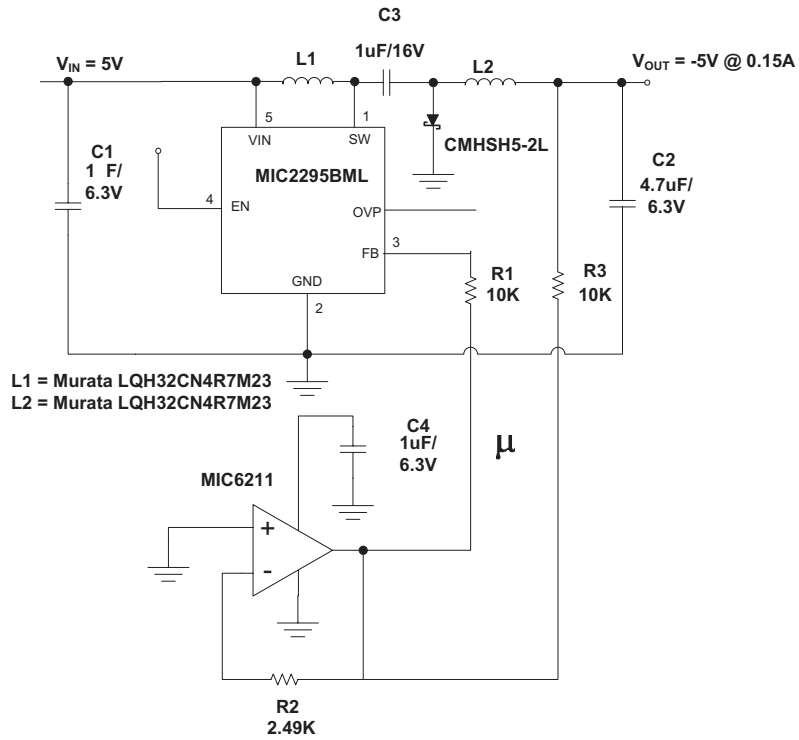 C3
1uF/16V
V_IN = 5V
L1
L2
V_OUT = -5V @ 0.15A
5
1
VIN
SW
CMHSH5-2L
C1
1 F/
6.3V
MIC2295BML
C2
4.7uF/
6.3V
4
EN
OVP
3
FB
R1
10K
R3
10K
GND
2
L1 = Murata LQH32CN4R7M23
L2 = Murata LQH32CN4R7M23
C4
1uF/
6.3V
μ
MIC6211
+
-
R2
2.49K